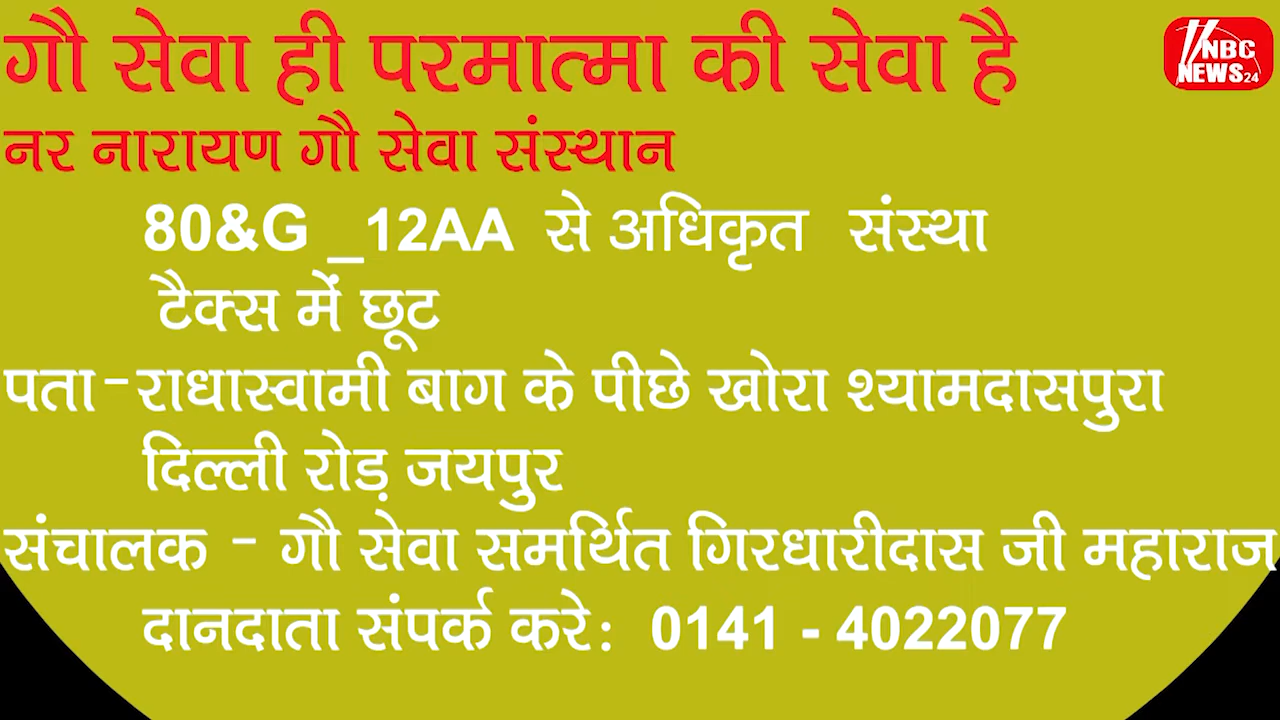 गौ सेवा ही परमात्मा की सेवा है
NBC
NEWS24
नर नारायण गौ सेवा संस्थान
80&G _12AA से अधिकृत संस्था
टैक्स में छूट
पता-राधास्वामी बाग के पीछे खोरा श्यामदासपुरा
दिल्ली रोड़ जयपुर
संचालक - गौ सेवा समर्थित गिरधारीदास जी महाराज
दानदाता संपर्क करे: 0141 - 4022077